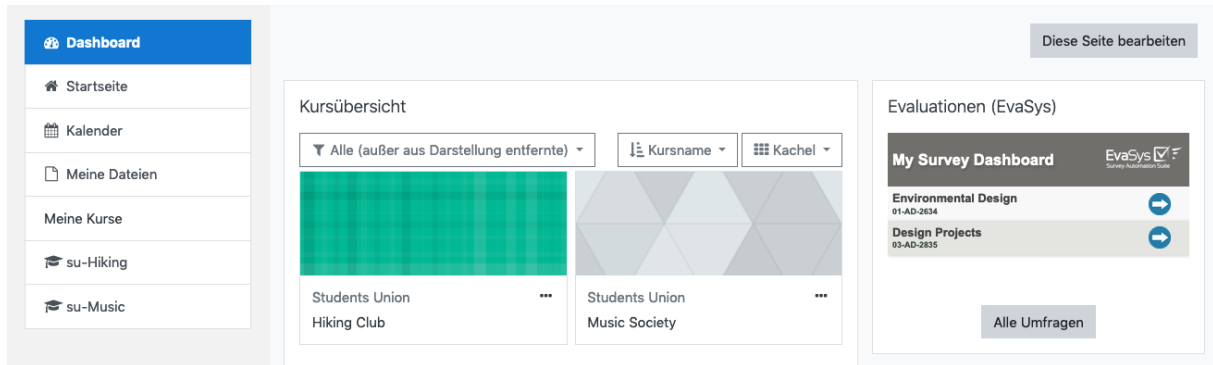 Dashboard
Startseite
Kalender
Meine Dateien
Meine Kurse
su-Hiking
su-Music
Diese Seite bearbeiten
Kursübersicht
Alle (außer aus Darstellung entfernte)
Kursname
Kachel
Students Union
Hiking Club
Students Union
Music Society
Evaluationen (EvaSys)
My Survey Dashboard
EvaSys
Survey Automation Suite
Environmental Design
01-AD-2634
Design Projects
03-AD-2835
Alle Umfragen